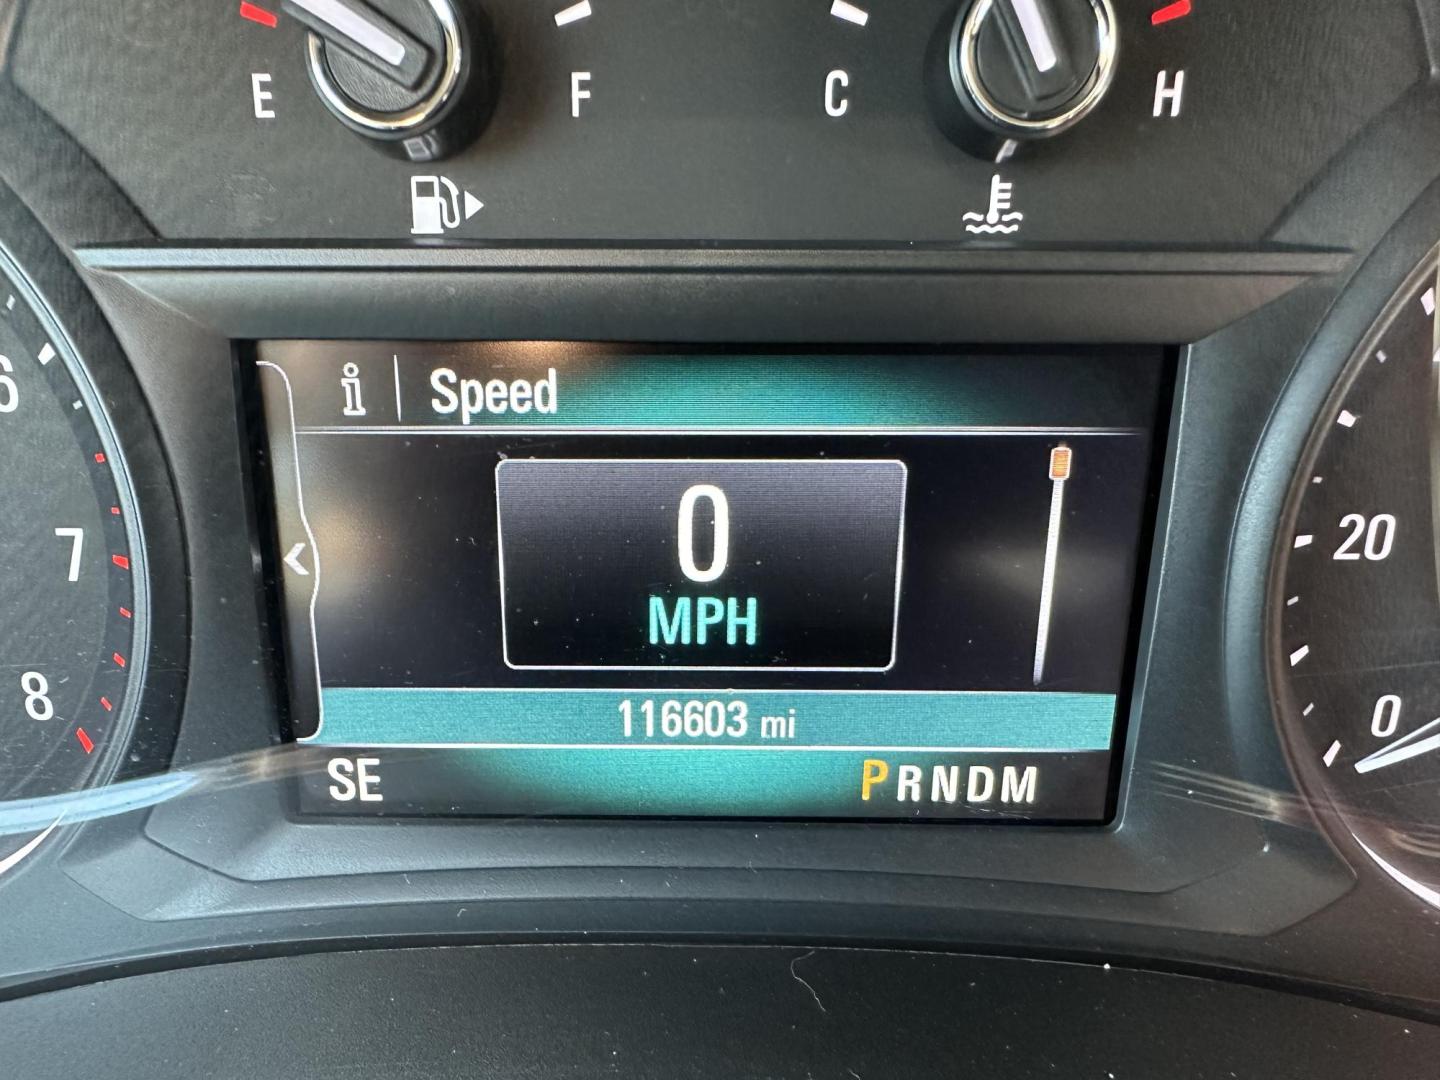 E F C H
i Speed
6
0
7
20
MPH
8
116603 mi
0
SE PRNDM